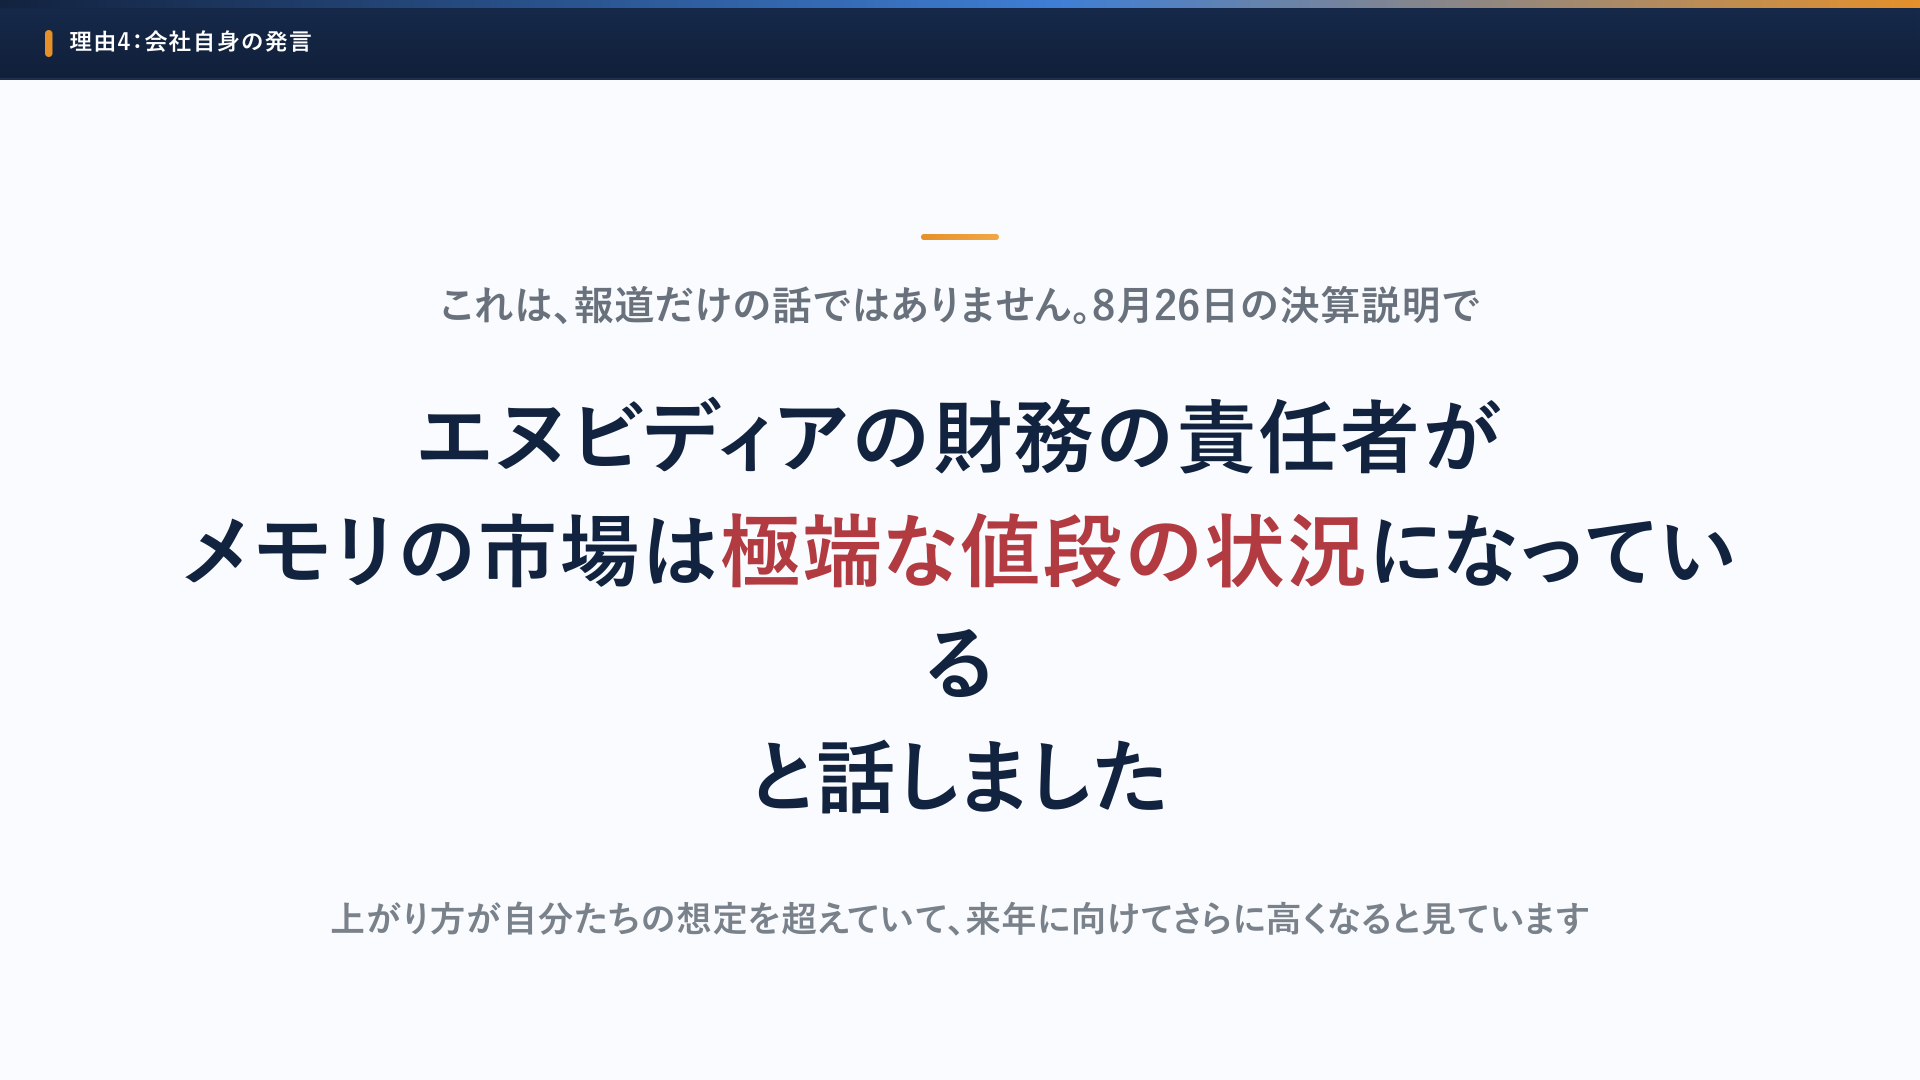 理由4：会社自身の発言
これは、報道だけの話ではありません。8月26日の決算説明で
エヌビディアの財務の責任者が
メモリの市場は極端な値段の状況になってい
る
と話しました
上がり方が自分たちの想定を超えていて、来年に向けてさらに高くなると見ています